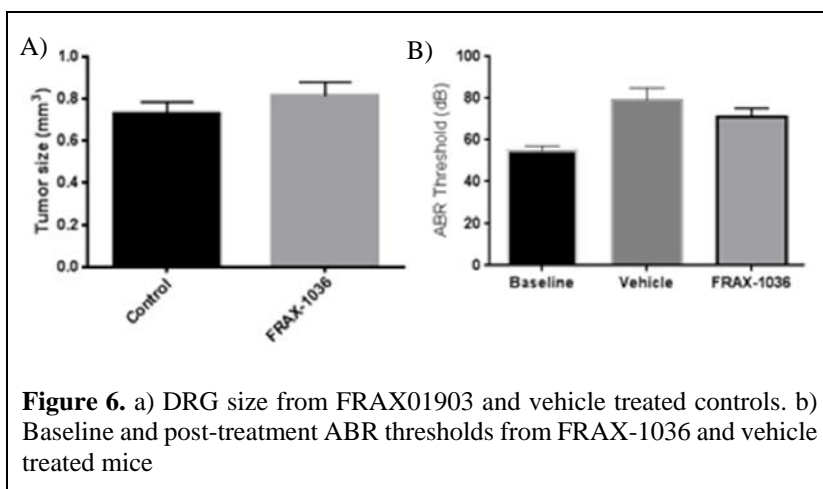 A)
Tumor size (mm³)
1.0
0.8
0.6
0.4
0.2
0.0
Control
FRAX-1036
B)
ABR Threshold (dB)
100
80
60
40
20
0
Baseline Vehicle FRAX-1036
Figure 6. a) DRG size from FRAX01903 and vehicle treated controls. b)
Baseline and post-treatment ABR thresholds from FRAX-1036 and vehicle
treated mice